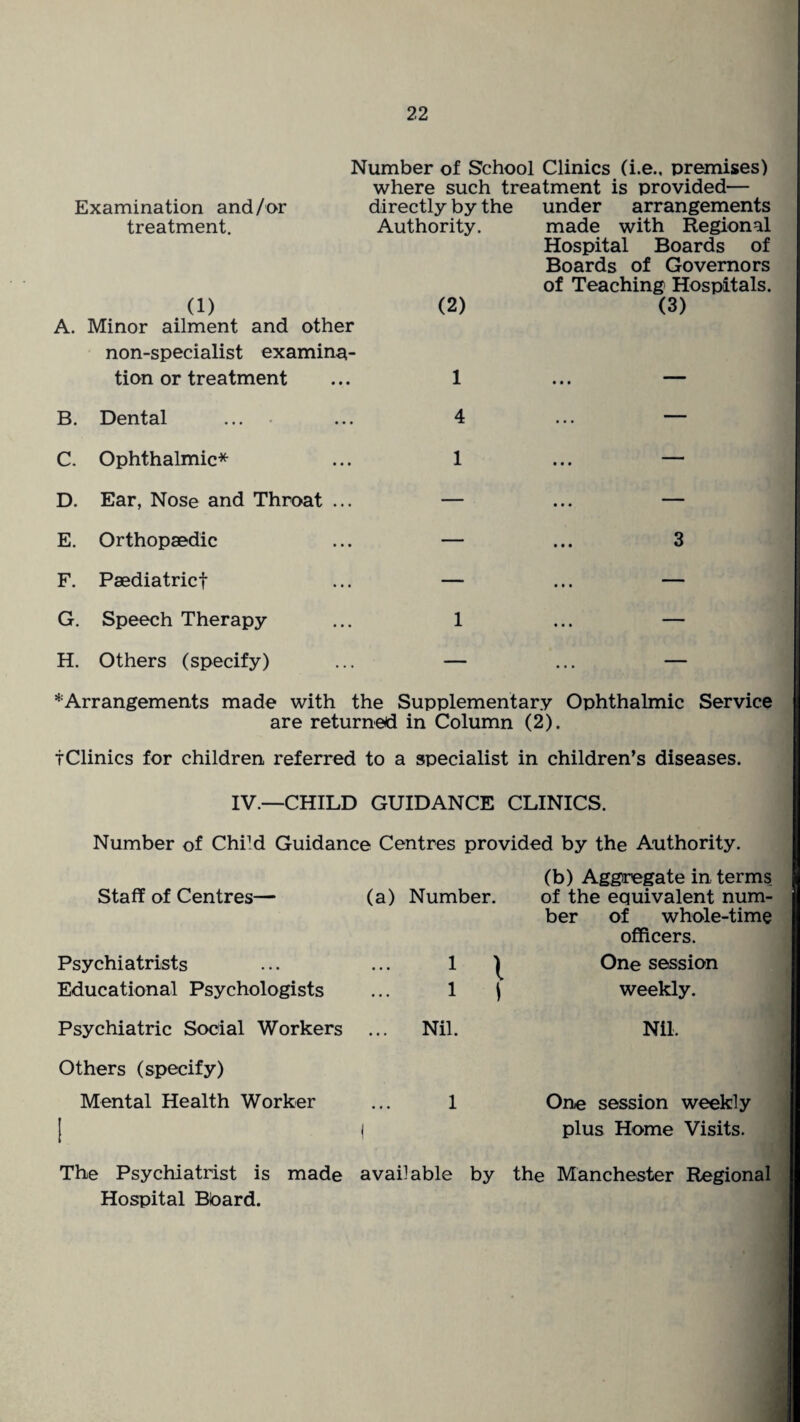 22
Number of School Clinics (i.e., premises)
where such treatment is provided—
Examination and/or directly by the under arrangements
treatment. Authority. made with Regional
Hospital Boards of
Boards of Governors
of Teaching Hospitals.
(1) (2) (3)
A. Minor ailment and other
non-specialist examina-
tion or treatment ... 1 ... —
B. Dental ... ... 4 ... —
C. Ophthalmic* ... 1 ... —
D. Ear, Nose and Throat ... — ... —
E. Orthopædic ... — ... 3
F. Pædiatric† ... — ... —
G. Speech Therapy ... 1 ... —
H. Others (specify) ... — ... —
*Arrangements made with the Supplementary Ophthalmic Service
are returned in Column (2).
†Clinics for children referred to a specialist in children's diseases.
IV.—CHILD GUIDANCE CLINICS.
Number of Child Guidance Centres provided by the Authority.
(b) Aggregate in terms
Staff of Centres— (a) Number. of the equivalent num-
ber of whole-time
officers.
Psychiatrists ... ... 1 } One session
Educational Psychologists ... 1 } weekly.
Psychiatric Social Workers ... Nil. Nil.
Others (specify)
Mental Health Worker ... 1 One session weekly
plus Home Visits.
The Psychiatrist is made available by the Manchester Regional
Hospital Board.